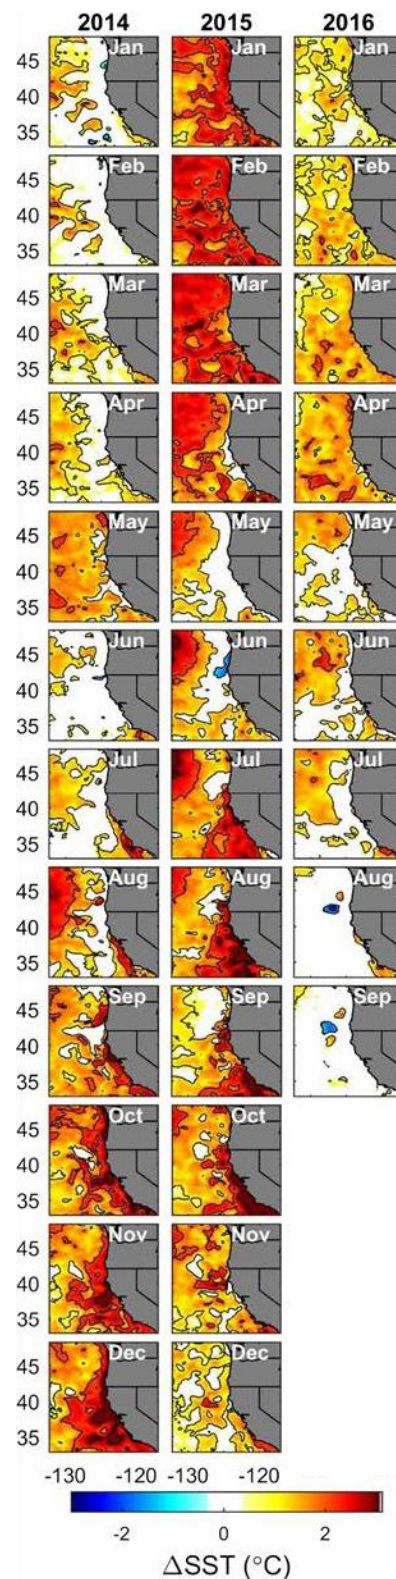 2014 2015 2016
Jan Jan Jan
45
40
35
Feb Feb Feb
45
40
35
Mar Mar Mar
45
40
35
Apr Apr Apr
45
40
35
May May May
45
40
35
Jun Jun Jun
45
40
35
Jul Jul Jul
45
40
35
Aug Aug Aug
45
40
35
Sep Sep Sep
45
40
35
Oct Oct
45
40
35
Nov Nov
45
40
35
Dec Dec
45
40
35
-130 -120 -130 -120
-2 0 2
ΔSST (°C)